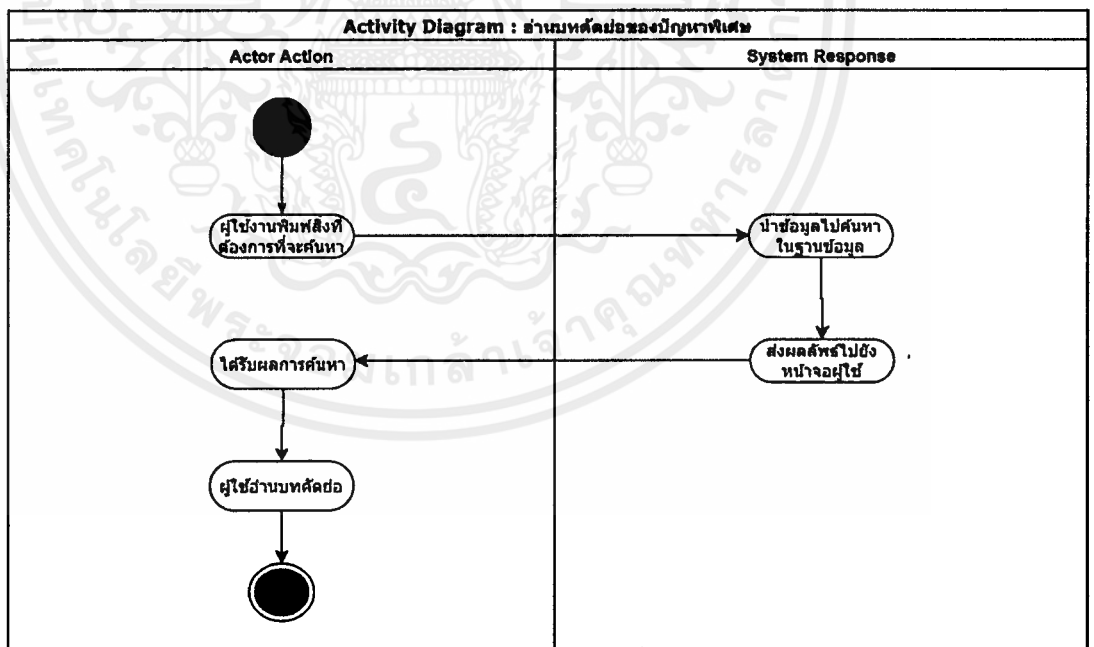 Activity Diagram : อ่านบทคัดย่อของปัญหาพิเศษ
Actor Action
System Response
ผู้ใช้งานพิมพ์สิ่งที่
ต้องการที่จะค้นหา
นำข้อมูลไปค้นหา
ในฐานข้อมูล
ได้รับผลการค้นหา
ส่งผลลัพธ์ไปยัง
หน้าจอผู้ใช้
ผู้ใช้อ่านบทคัดย่อ